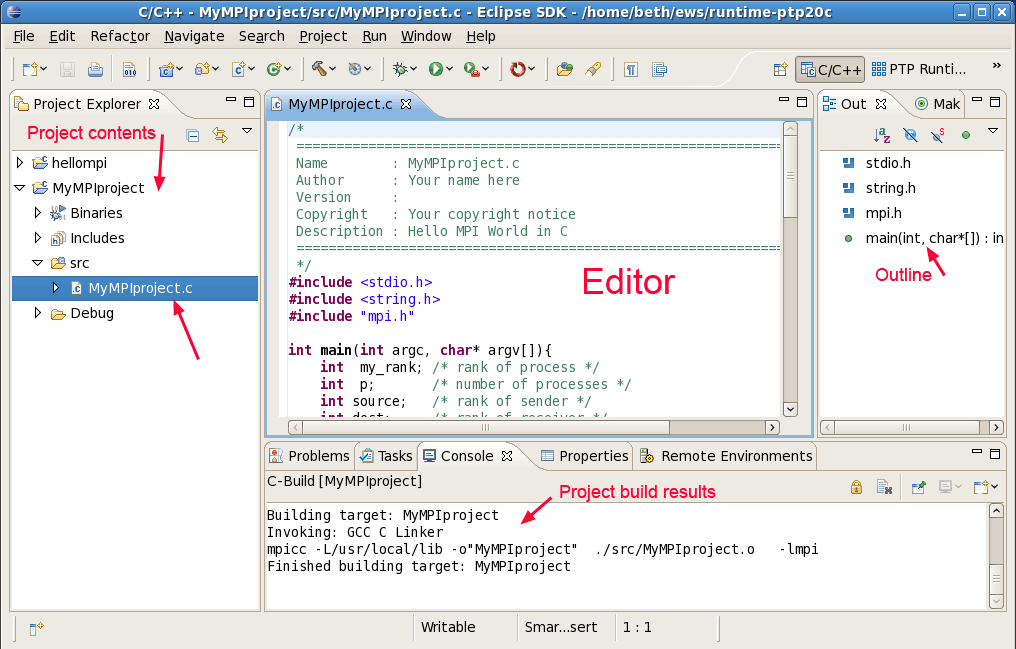 C/C++ - MyMPIproject/src/MyMPIproject.c - Eclipse SDK - /home/beth/ews/runtime-ptp20c
File Edit Refactor Navigate Search Project Run Window Help
C/C++ PTP Runti... »
Project Explorer
Project contents
hellompi
MyMPIproject
Binaries
Includes
src
MyMPIproject.c
Debug
MyMPIproject.c
/*
============================================================
Name : MyMPIproject.c
Author : Your name here
Version :
Copyright : Your copyright notice
Description : Hello MPI World in C
============================================================
*/
#include <stdio.h>
#include <string.h>
#include "mpi.h"
int main(int argc, char* argv[]){
int my_rank; /* rank of process */
int p; /* number of processes */
int source; /* rank of sender */
int dest; /* rank of receiver */
Editor
Out Mak
stdio.h
string.h
mpi.h
main(int, char*[]) : in
Outline
Problems Tasks Console Properties Remote Environments
C-Build [MyMPIproject]
Project build results
Building target: MyMPIproject
Invoking: GCC C Linker
mpicc -L/usr/local/lib -o"MyMPIproject" ./src/MyMPIproject.o -lmpi
Finished building target: MyMPIproject
Writable Smar...sert 1 : 1